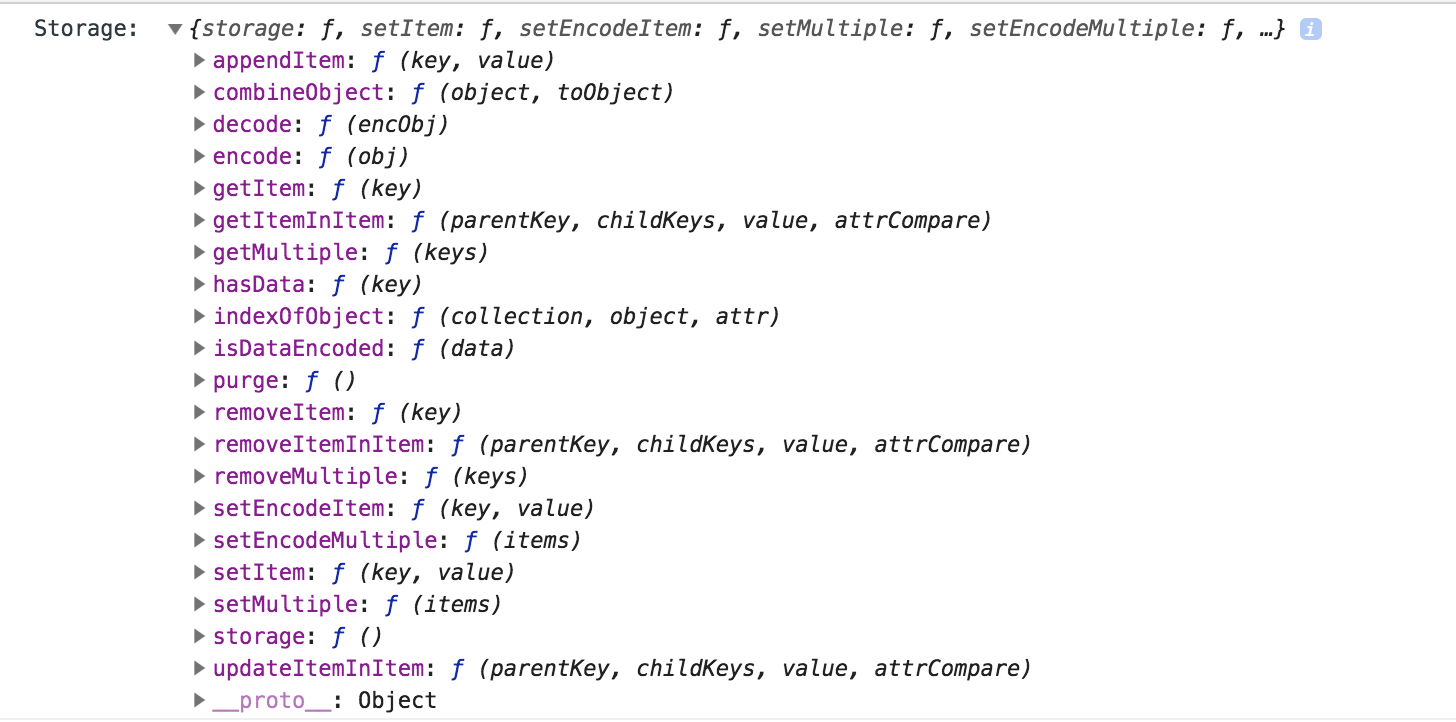 Storage: ▼{storage: ƒ, setItem: ƒ, setEncodeItem: ƒ, setMultiple: ƒ, setEncodeMultiple: ƒ, …} i
▶ appendItem: ƒ (key, value)
▶ combineObject: ƒ (object, toObject)
▶ decode: ƒ (encObj)
▶ encode: ƒ (obj)
▶ getItem: ƒ (key)
▶ getItemInItem: ƒ (parentKey, childKeys, value, attrCompare)
▶ getMultiple: ƒ (keys)
▶ hasData: ƒ (key)
▶ indexOfObject: ƒ (collection, object, attr)
▶ isDataEncoded: ƒ (data)
▶ purge: ƒ ()
▶ removeItem: ƒ (key)
▶ removeItemInItem: ƒ (parentKey, childKeys, value, attrCompare)
▶ removeMultiple: ƒ (keys)
▶ setEncodeItem: ƒ (key, value)
▶ setEncodeMultiple: ƒ (items)
▶ setItem: ƒ (key, value)
▶ setMultiple: ƒ (items)
▶ storage: ƒ ()
▶ updateItemInItem: ƒ (parentKey, childKeys, value, attrCompare)
▶ __proto__: Object